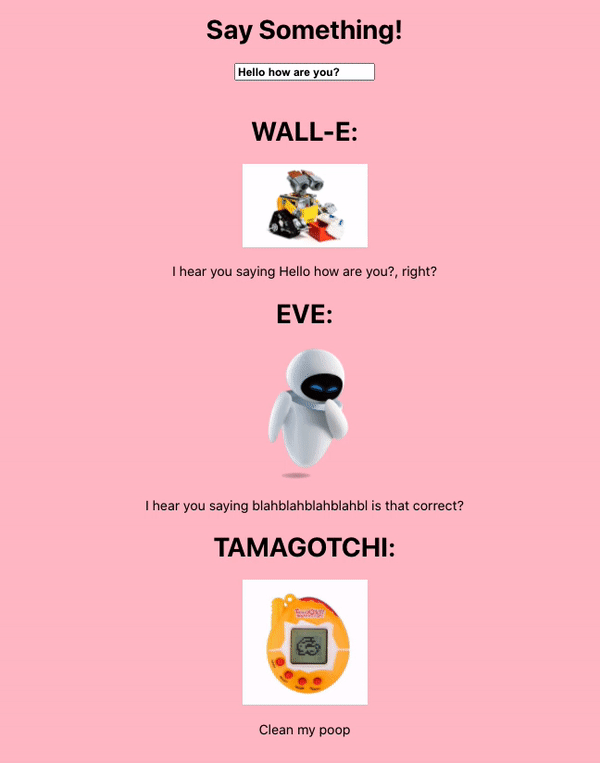 Say Something!
Hello how are you?
WALL-E:
I hear you saying Hello how are you?, right?
EVE:
I hear you saying blahblahblahblahbl is that correct?
TAMAGOTCHI:
Clean my poop